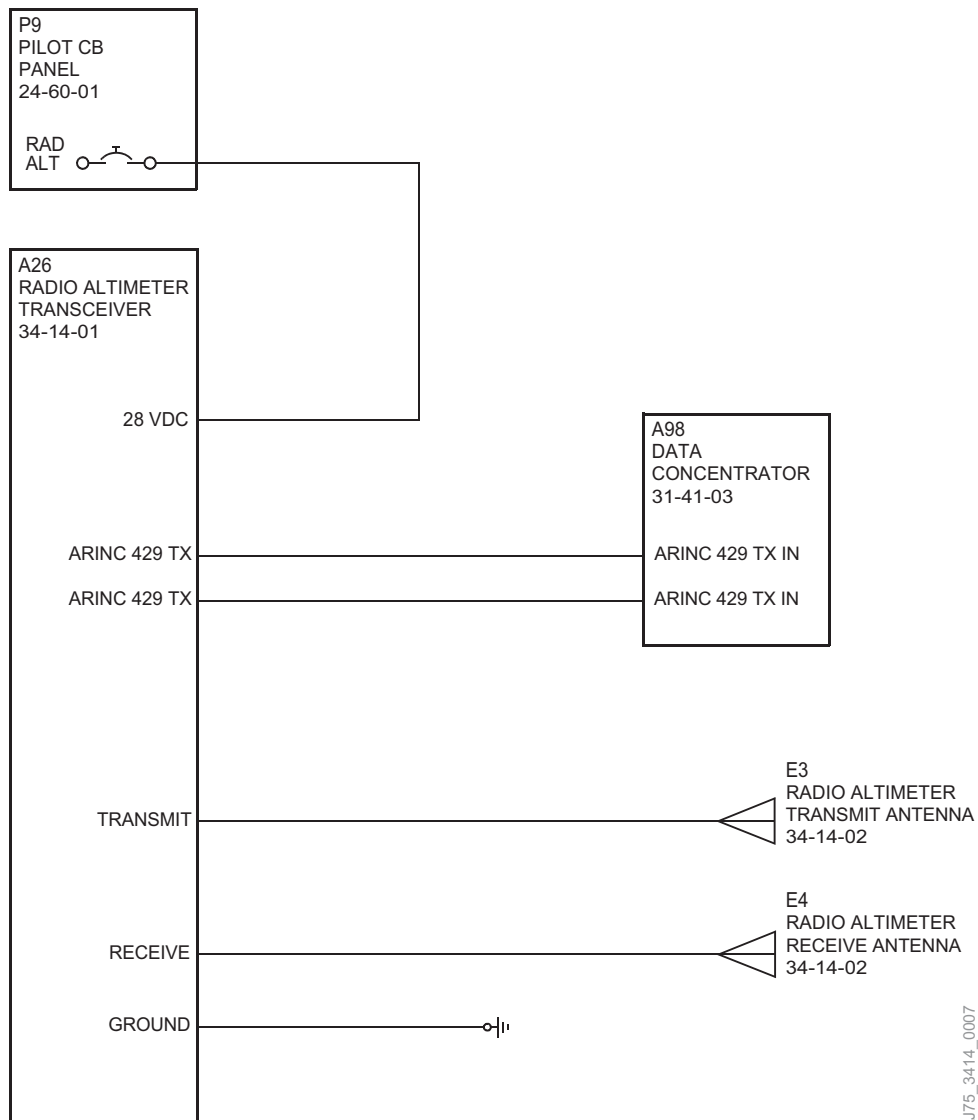 P9
PILOT CB
PANEL
24-60-01
RAD
ALT
A26
RADIO ALTIMETER
TRANSCEIVER
34-14-01
28 VDC
A98
DATA
CONCENTRATOR
31-41-03
ARINC 429 TX
ARINC 429 TX IN
ARINC 429 TX
ARINC 429 TX IN
E3
RADIO ALTIMETER
TRANSMIT ANTENNA
34-14-02
TRANSMIT
E4
RADIO ALTIMETER
RECEIVE ANTENNA
34-14-02
RECEIVE
GROUND